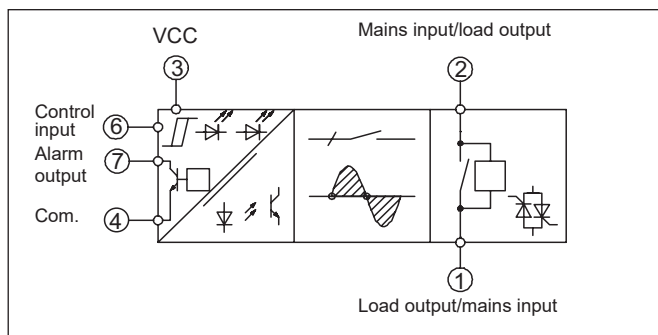 VCC
Mains input/load output
3
2
Control
input
6
Alarm
output
7
Com.
4
1
Load output/mains input